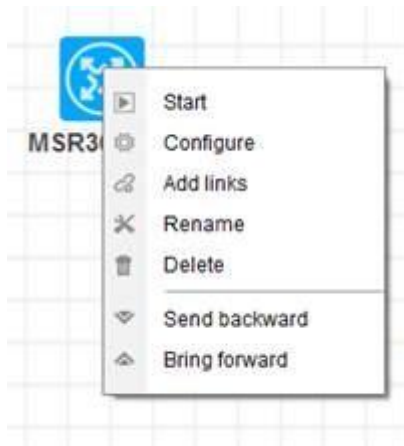 Start
MSR3
Configure
Add links
Rename
Delete
Send backward
Bring forward